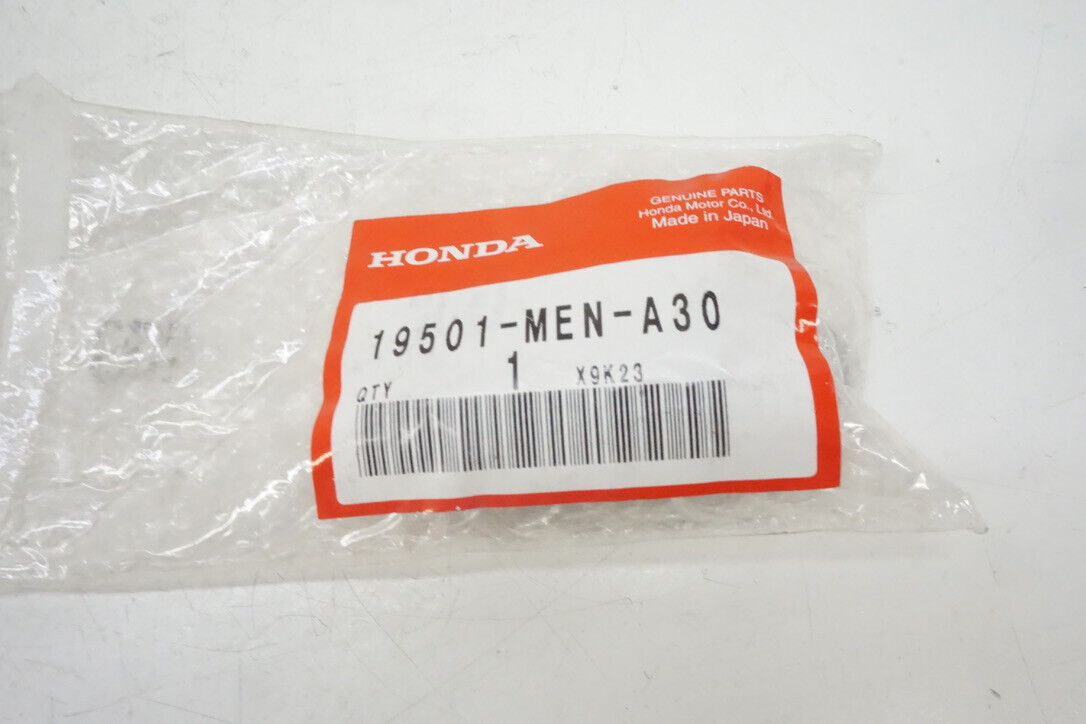 GENUINE PARTS
Honda Motor Co., Ltd.
Made in Japan
HONDA
19501-MEN-A30
QTY 1 X9K23